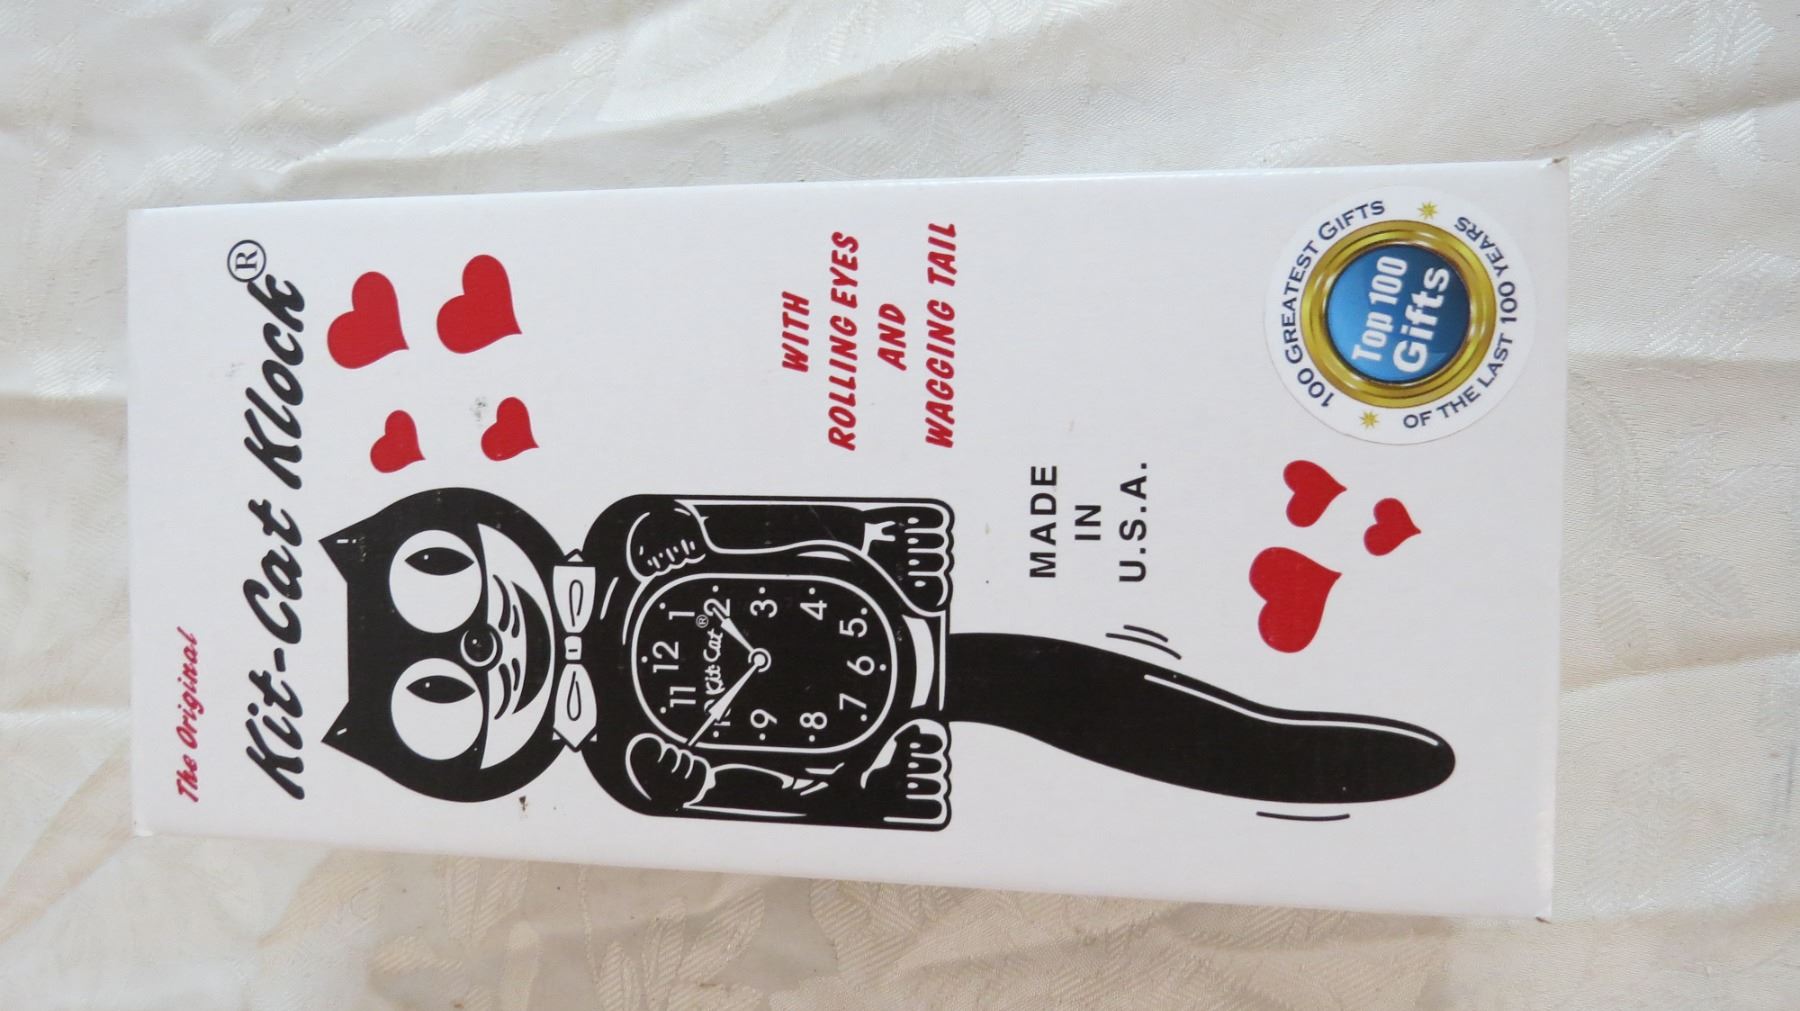 The Original
Kit-Cat Klock®
12
11 1
Kit-Cat®
2
9 3
8 4
7 5
6
WITH
ROLLING EYES
AND
WAGGING TAIL
MADE
IN
U.S.A.
100 GREATEST GIFTS
OF THE LAST 100 YEARS
Top 100
Gifts